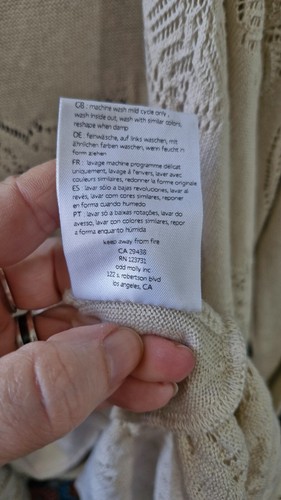 GB : machine wash mild cycle only ,
wash inside out, wash with similar colors,
reshape when damp
DE : feinwäsche, auf links waschen, mit
ähnlichen farben waschen, wenn feucht in
form ziehen
FR : lavage machine programme délicat
uniquement, lavage à l'envers, laver avec
couleurs similaires, redonner la forme originale
ES : lavar sólo a bajas revoluciones, lavar al
revés, lavar con cores similares, reponer
en forma cuando húmedo
PT : lavar só a baixas rotações, lavar do
avesso, lavar con colores similares, repor
a forma enquanto húmida
keep away from fire
CA 29438
RN 123731
odd molly inc
122 s. robertson blvd
los angeles, CA